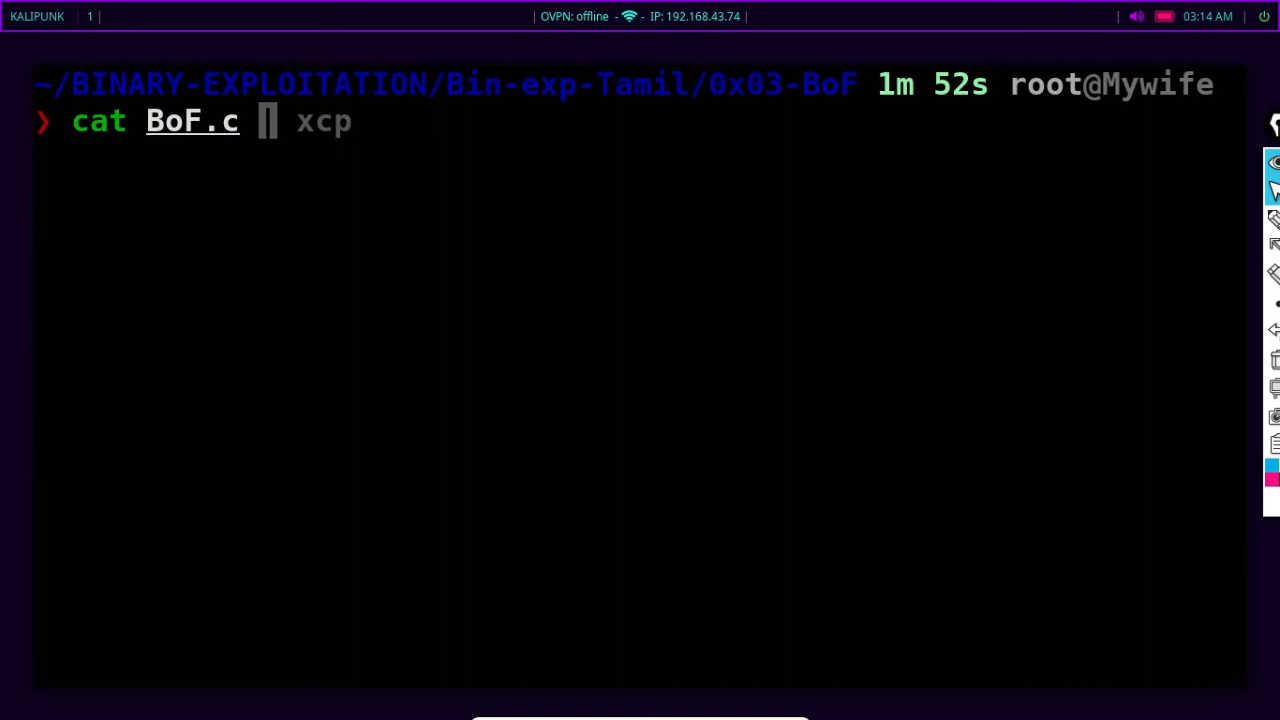 KALIPUNK | 1 | | OVPN: offline - - IP: 192.168.43.74 | | 03:14 AM |
~/BINARY-EXPLOITATION/Bin-exp-Tamil/0x03-BoF 1m 52s root@Mywife
❯ cat BoF.c | xcp